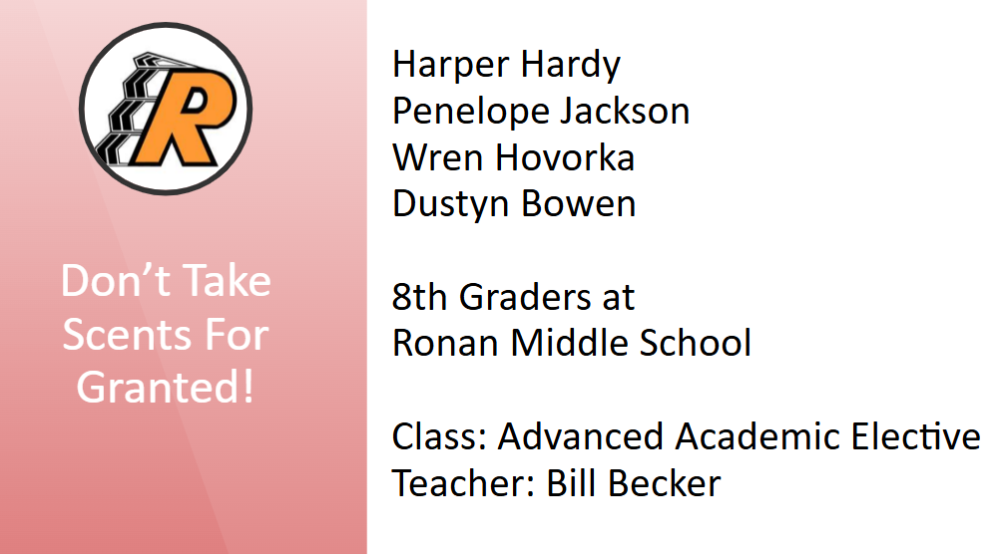 R
Don’t Take
Scents For
Granted!
Harper Hardy
Penelope Jackson
Wren Hovorka
Dustyn Bowen
8th Graders at
Ronan Middle School
Class: Advanced Academic Elective
Teacher: Bill Becker